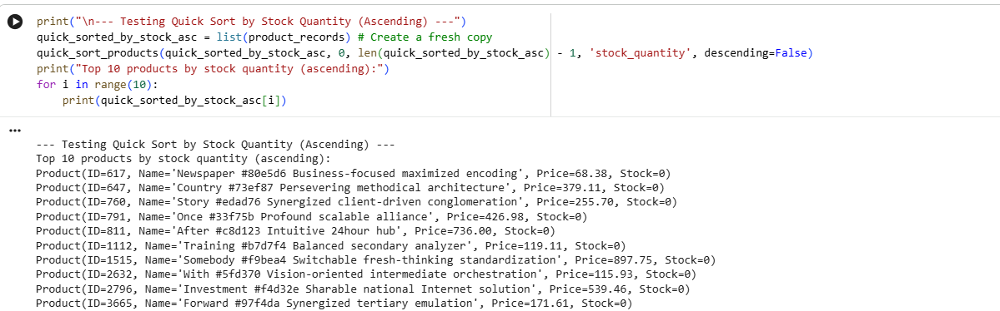 print("\n--- Testing Quick Sort by Stock Quantity (Ascending) ---")
quick_sorted_by_stock_asc = list(product_records) # Create a fresh copy
quick_sort_products(quick_sorted_by_stock_asc, 0, len(quick_sorted_by_stock_asc) - 1, 'stock_quantity', descending=False)
print("Top 10 products by stock quantity (ascending):")
for i in range(10):
    print(quick_sorted_by_stock_asc[i])
--- Testing Quick Sort by Stock Quantity (Ascending) ---
Top 10 products by stock quantity (ascending):
Product(ID=617, Name='Newspaper #80e5d6 Business-focused maximized encoding', Price=68.38, Stock=0)
Product(ID=647, Name='Country #73ef87 Persevering methodical architecture', Price=379.11, Stock=0)
Product(ID=760, Name='Story #edad76 Synergized client-driven conglomeration', Price=255.70, Stock=0)
Product(ID=791, Name='Once #33f75b Profound scalable alliance', Price=426.98, Stock=0)
Product(ID=811, Name='After #c8d123 Intuitive 24hour hub', Price=736.00, Stock=0)
Product(ID=1112, Name='Training #b7d7f4 Balanced secondary analyzer', Price=119.11, Stock=0)
Product(ID=1515, Name='Somebody #f9bea4 Switchable fresh-thinking standardization', Price=897.75, Stock=0)
Product(ID=2632, Name='With #5fd370 Vision-oriented intermediate orchestration', Price=115.93, Stock=0)
Product(ID=2796, Name='Investment #f4d32e Sharable national Internet solution', Price=539.46, Stock=0)
Product(ID=3665, Name='Forward #97f4da Synergized tertiary emulation', Price=171.61, Stock=0)